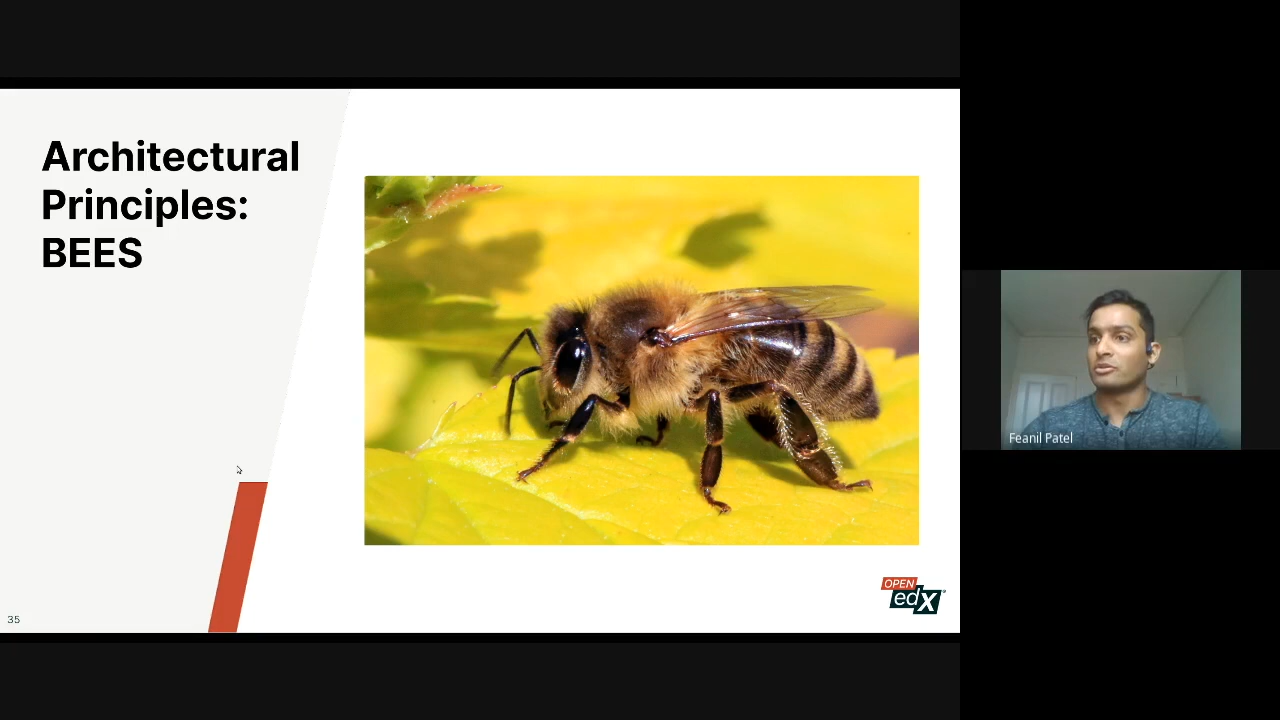 Architectural
Principles:
BEES
OPEN
edX
35
Feanil Patel